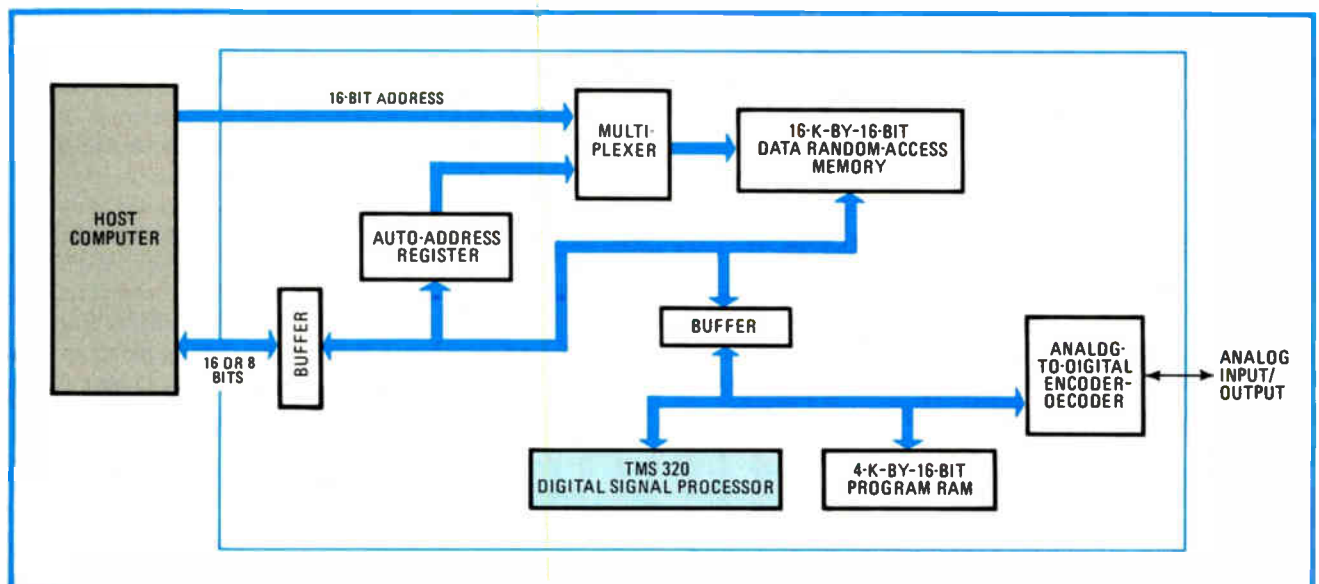 HOST
COMPUTER
16-BIT ADDRESS
MULTI-
PLEXER
16-K-BY-16-BIT
DATA RANDOM-ACCESS
MEMORY
AUTO-ADDRESS
REGISTER
16 OR 8
BITS
BUFFER
BUFFER
ANALOG-
TO-DIGITAL
ENCODER-
DECODER
ANALOG
INPUT/
OUTPUT
TMS 320
DIGITAL SIGNAL PROCESSOR
4-K-BY-16-BIT
PROGRAM RAM